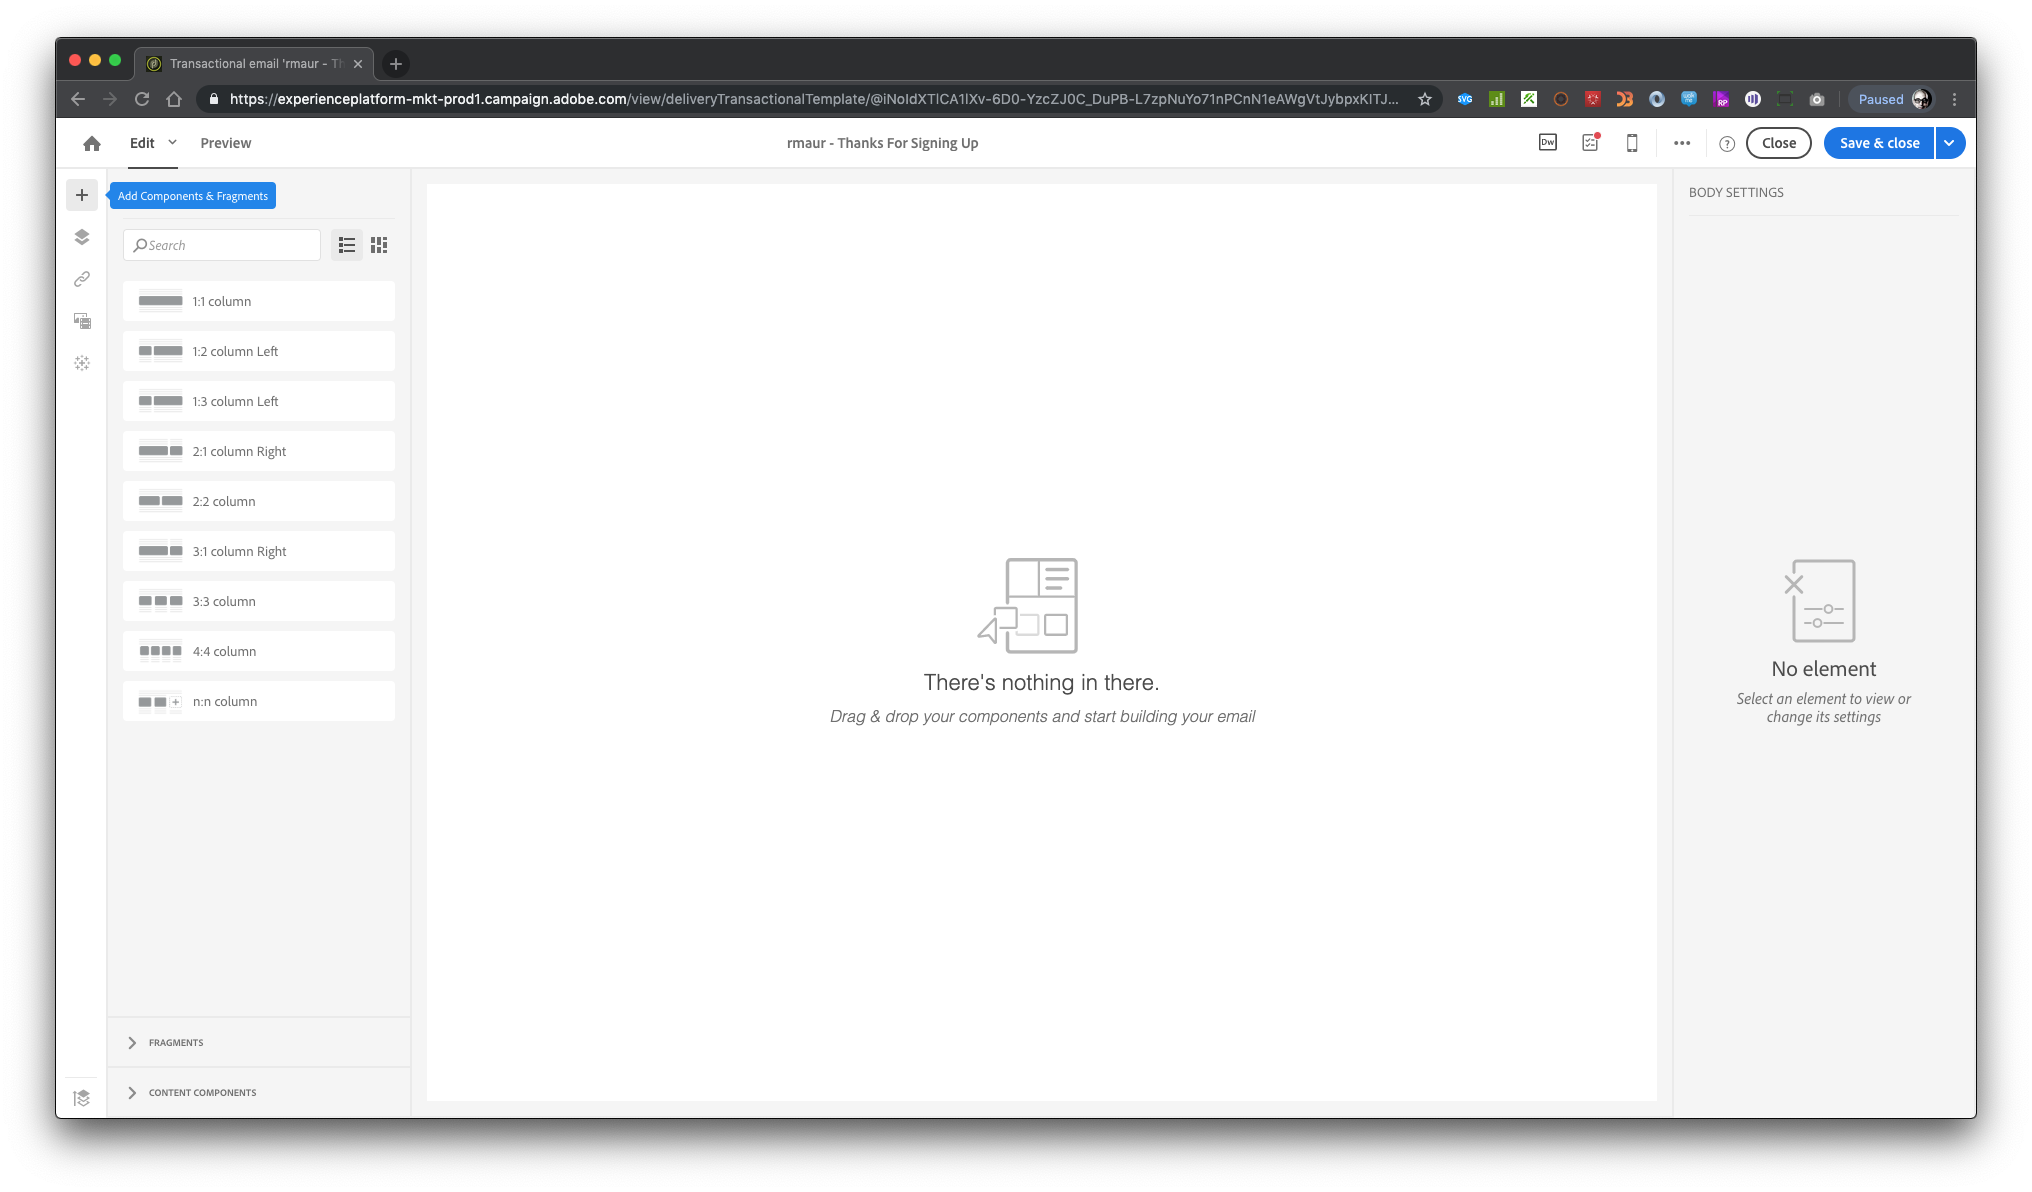 Transactional email 'rmaur - Th
https://experienceplatform-mkt-prod1.campaign.adobe.com/view/deliveryTransactionalTemplate/@iNoIdXTlCA1lXv-6D0-YzcZJ0C_DuPB-L7zpNuYo71nPCnN1eAWgVtJybpxKITJ...
SVG
RP
Paused
Edit
Preview
rmaur - Thanks For Signing Up
Dw
?
Close
Save & close
Add Components & Fragments
Search
1:1 column
1:2 column Left
1:3 column Left
2:1 column Right
2:2 column
3:1 column Right
3:3 column
4:4 column
n:n column
FRAGMENTS
CONTENT COMPONENTS
There's nothing in there.
Drag & drop your components and start building your email
BODY SETTINGS
No element
Select an element to view or
change its settings